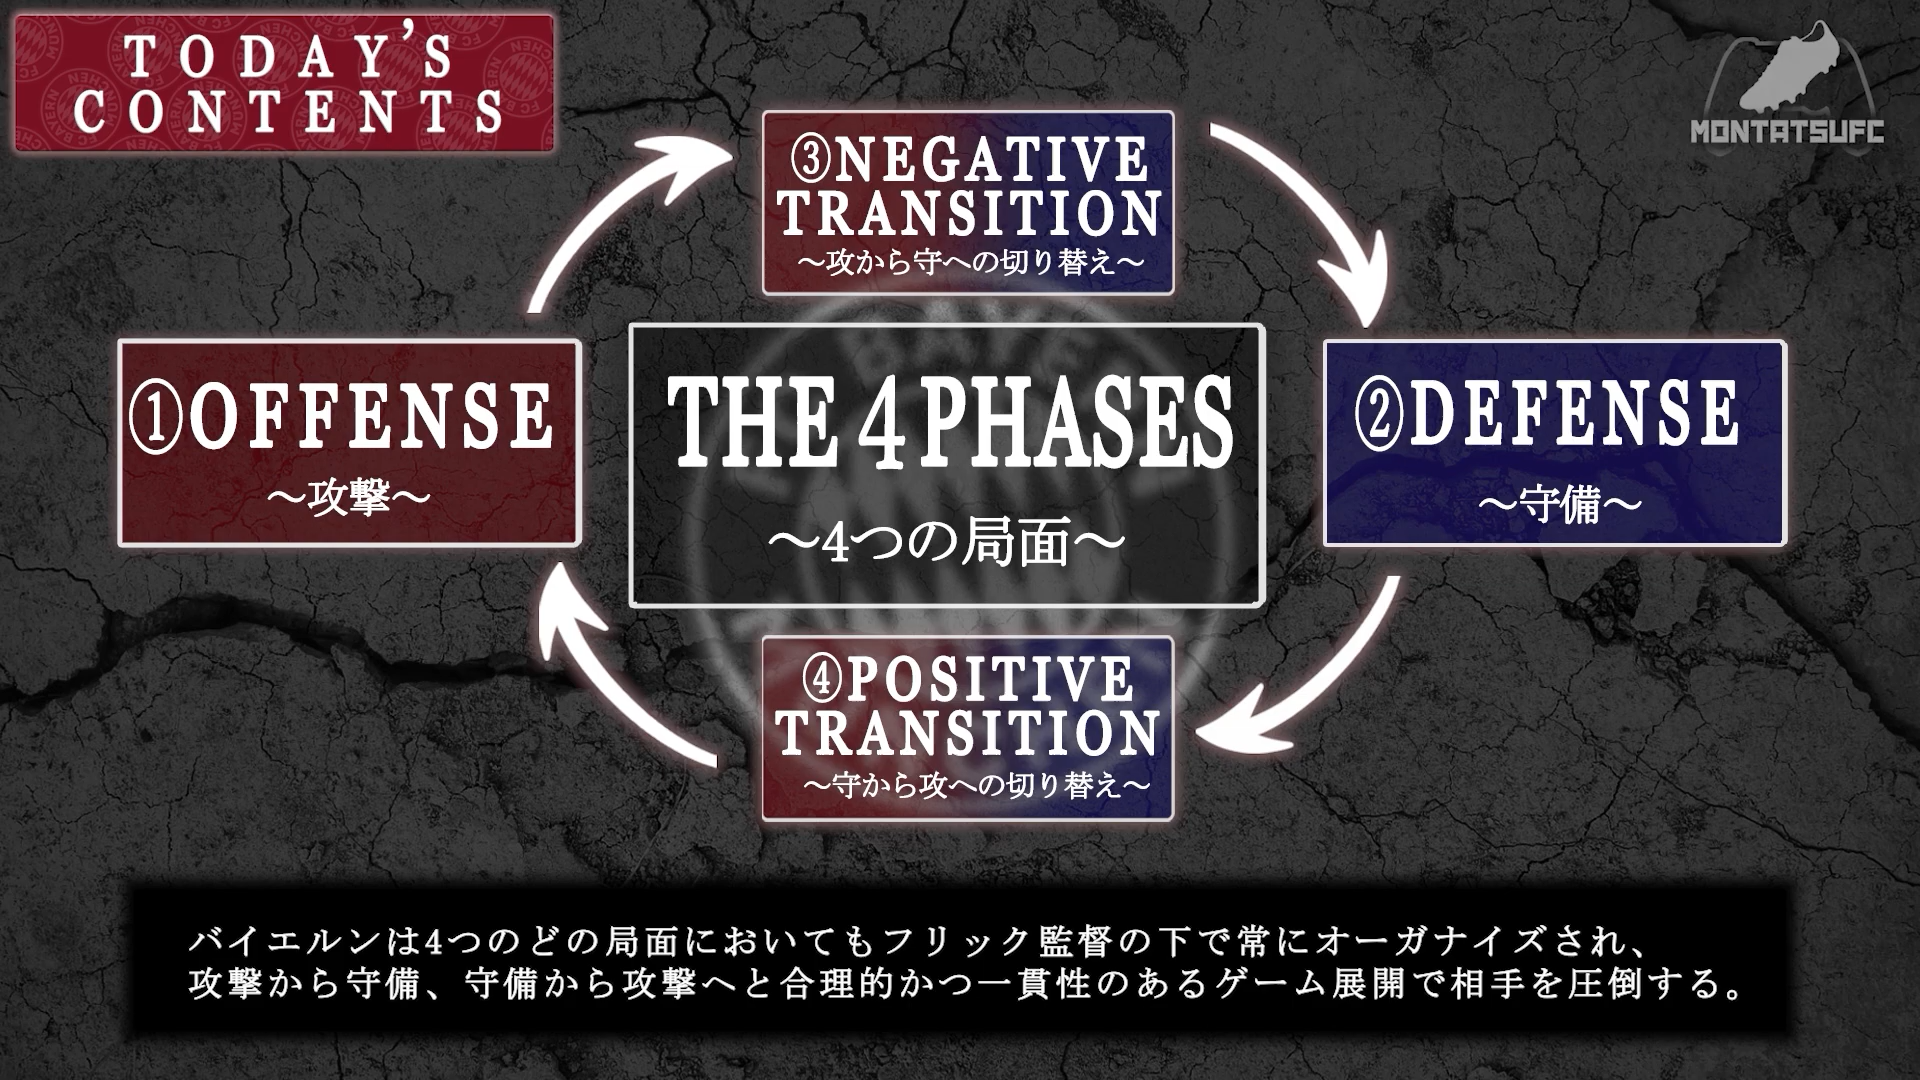 TODAY'S
CONTENTS
MONTATSUFC
③NEGATIVE
TRANSITION
～攻から守への切り替え～
①OFFENSE
～攻撃～
THE 4 PHASES
～4つの局面～
②DEFENSE
～守備～
④POSITIVE
TRANSITION
～守から攻への切り替え～
バイエルンは4つのどの局面においてもフリック監督の下で常にオーガナイズされ、
攻撃から守備、守備から攻撃へと合理的かつ一貫性のあるゲーム展開で相手を圧倒する。